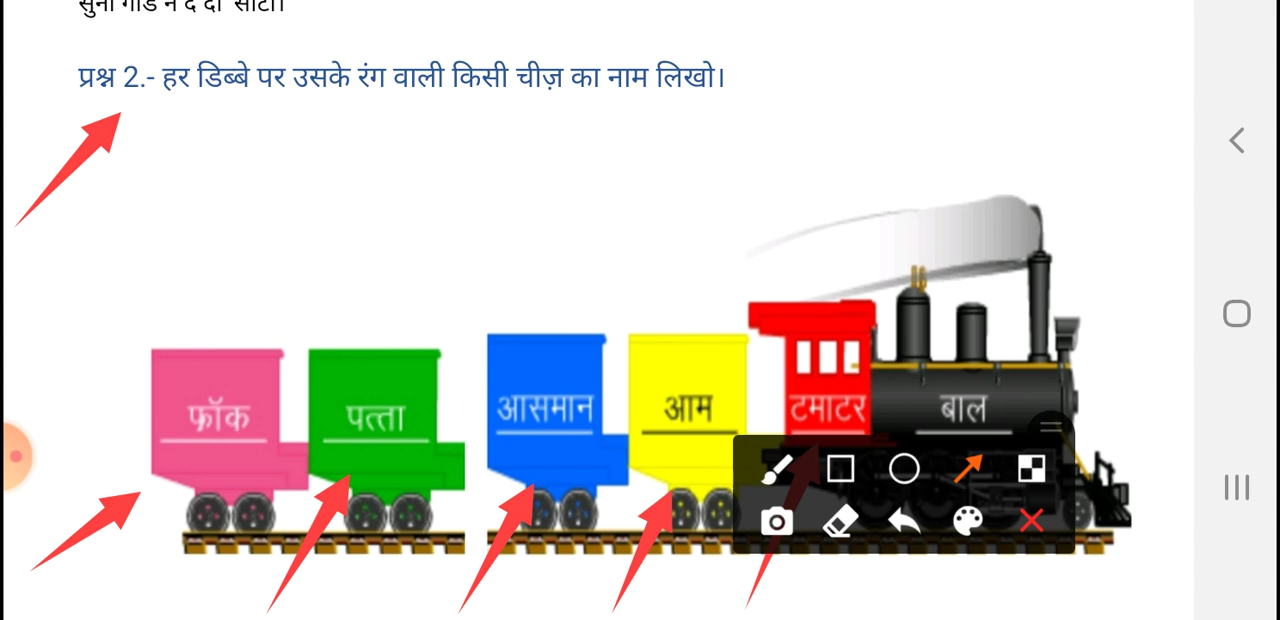 प्रश्न 2.- हर डिब्बे पर उसके रंग वाली किसी चीज़ का नाम लिखो।
फ्रॉक पत्ता आसमान आम टमाटर बाल